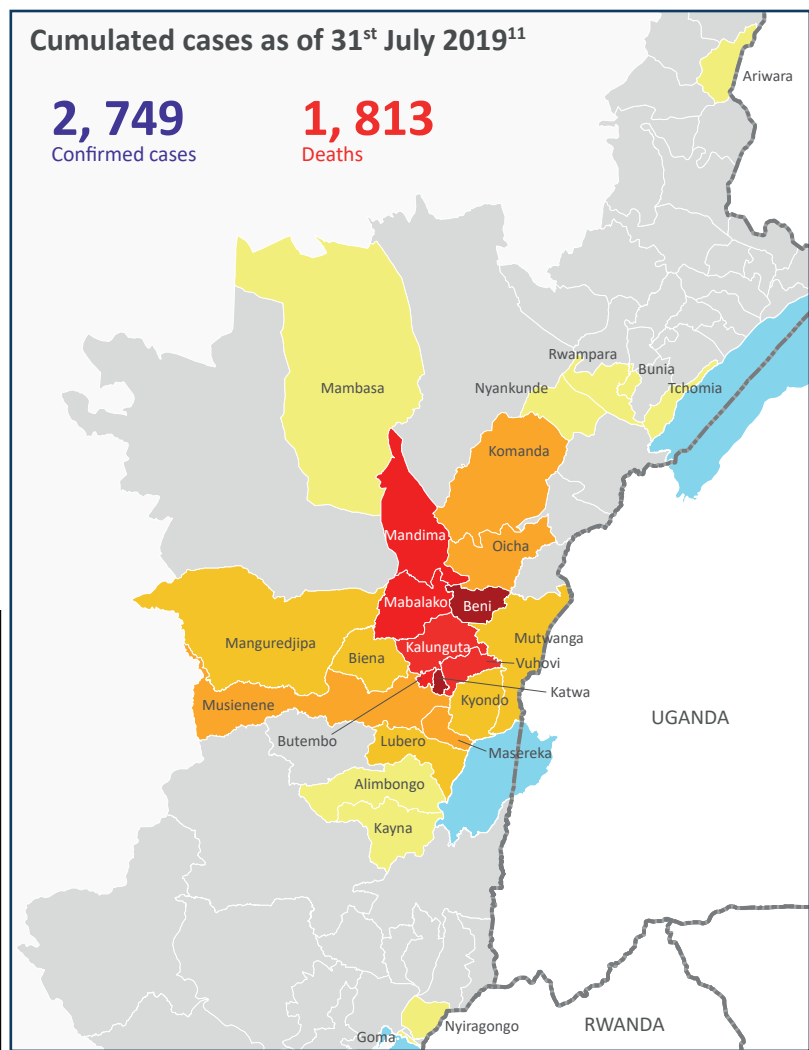 Cumulated cases as of 31st July 2019¹¹
2, 749
Confirmed cases
1, 813
Deaths
Ariwara
Rwampara
Bunia
Mambasa
Nyankunde
Tchomia
Komanda
Mandima
Oicha
Mabalako
Beni
Manguredjipa
Mutwanga
Kalunguta
Biena
Vuhovi
Katwa
Musienene
Kyondo
UGANDA
Butembo
Lubero
Masereka
Alimbongo
Kayna
Nyiragongo
RWANDA
Goma